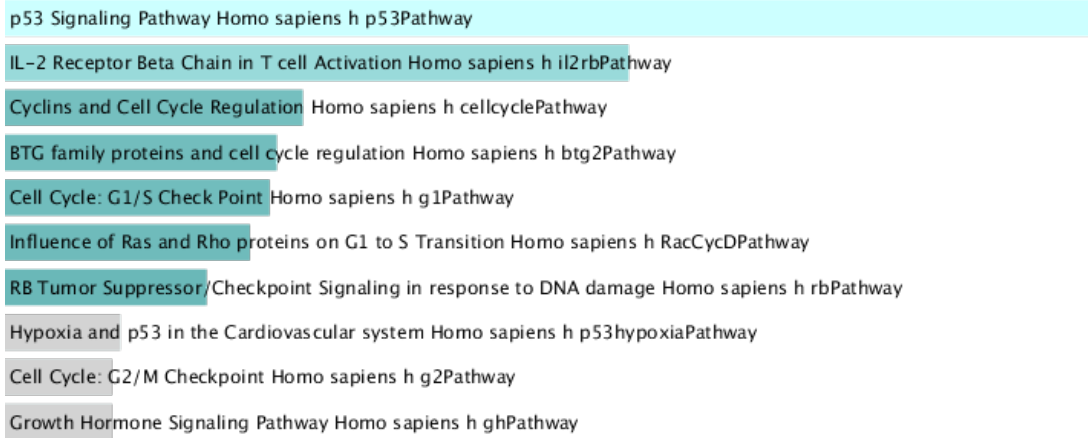 p53 Signaling Pathway Homo sapiens h p53Pathway
IL-2 Receptor Beta Chain in T cell Activation Homo sapiens h il2rbPathway
Cyclins and Cell Cycle Regulation Homo sapiens h cellcyclePathway
BTG family proteins and cell cycle regulation Homo sapiens h btg2Pathway
Cell Cycle: G1/S Check Point Homo sapiens h g1Pathway
Influence of Ras and Rho proteins on G1 to S Transition Homo sapiens h RacCycDPathway
RB Tumor Suppressor/Checkpoint Signaling in response to DNA damage Homo sapiens h rbPathway
Hypoxia and p53 in the Cardiovascular system Homo sapiens h p53hypoxiaPathway
Cell Cycle: G2/M Checkpoint Homo sapiens h g2Pathway
Growth Hormone Signaling Pathway Homo sapiens h ghPathway